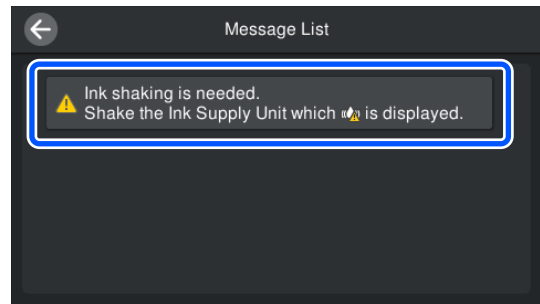 Message List
Ink shaking is needed.
Shake the Ink Supply Unit which is displayed.